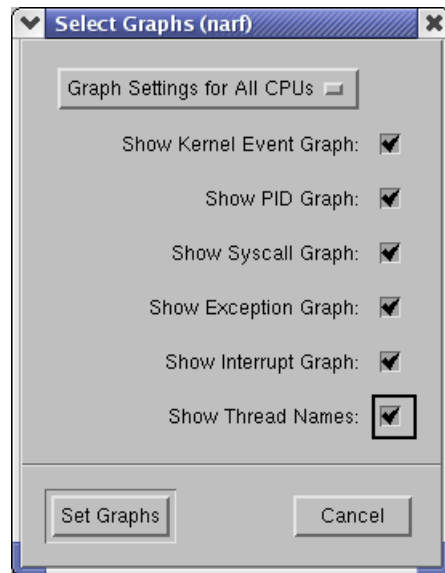 Select Graphs (narf)
Graph Settings for All CPUs
Show Kernel Event Graph:
Show PID Graph:
Show Syscall Graph:
Show Exception Graph:
Show Interrupt Graph:
Show Thread Names:
Set Graphs
Cancel